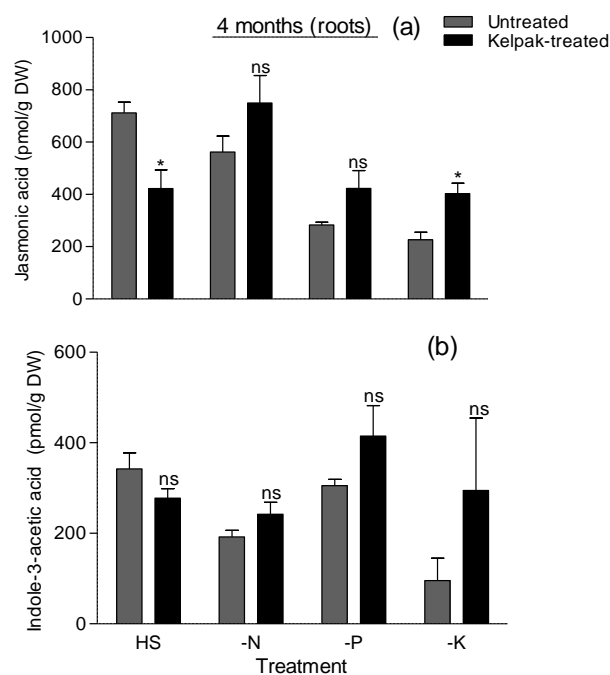 4 months (roots)
(a)
Untreated
Kelpak-treated
Jasmonic acid (pmol/g DW)
1000
800
600
400
200
0
*
ns
ns
*
(b)
Indole-3-acetic acid (pmol/g DW)
600
400
200
0
ns
ns
ns
ns
HS -N -P -K
Treatment